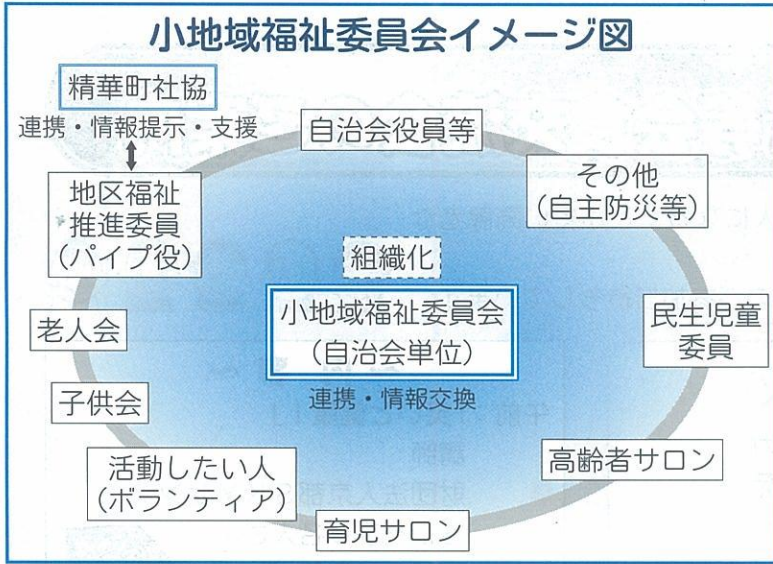 小地域福祉委員会イメージ図
精華町社協
連携・情報提示・支援
地区福祉
推進委員
(パイプ役)
自治会役員等
その他
(自主防災等)
組織化
小地域福祉委員会
(自治会単位)
連携・情報交換
民生児童
委員
老人会
子供会
活動したい人
(ボランティア)
育児サロン
高齢者サロン